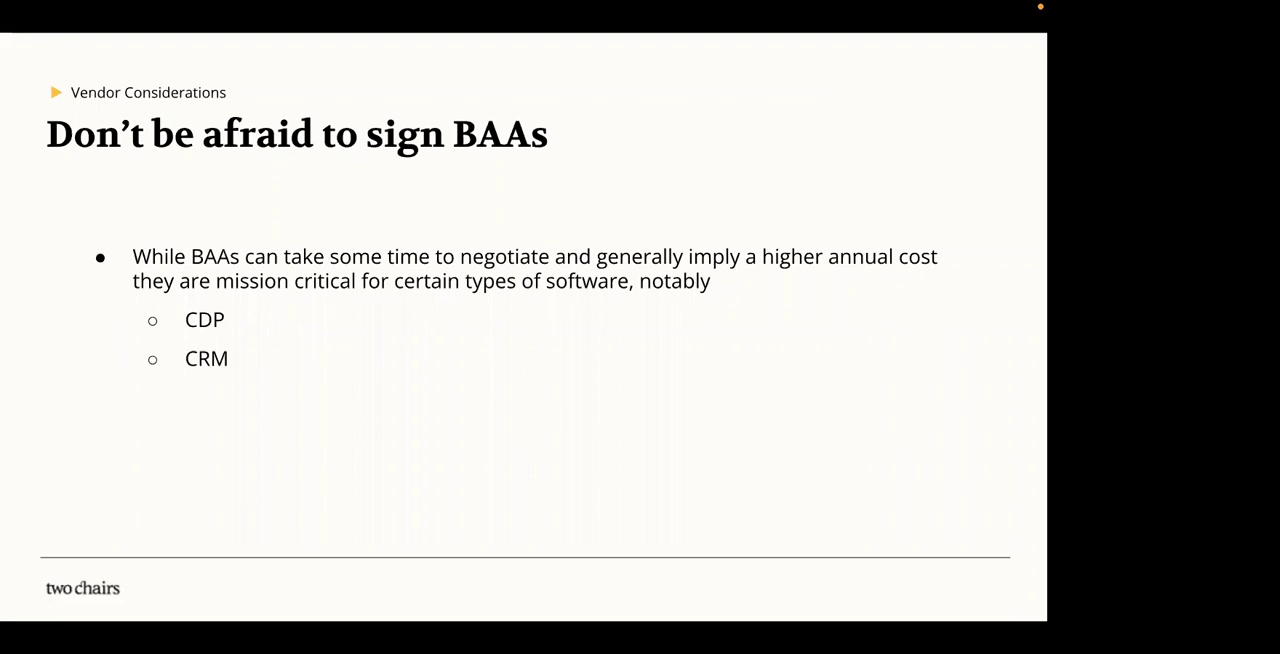 Vendor Considerations
Don’t be afraid to sign BAAs
● While BAAs can take some time to negotiate and generally imply a higher annual cost
they are mission critical for certain types of software, notably
○ CDP
○ CRM
two chairs